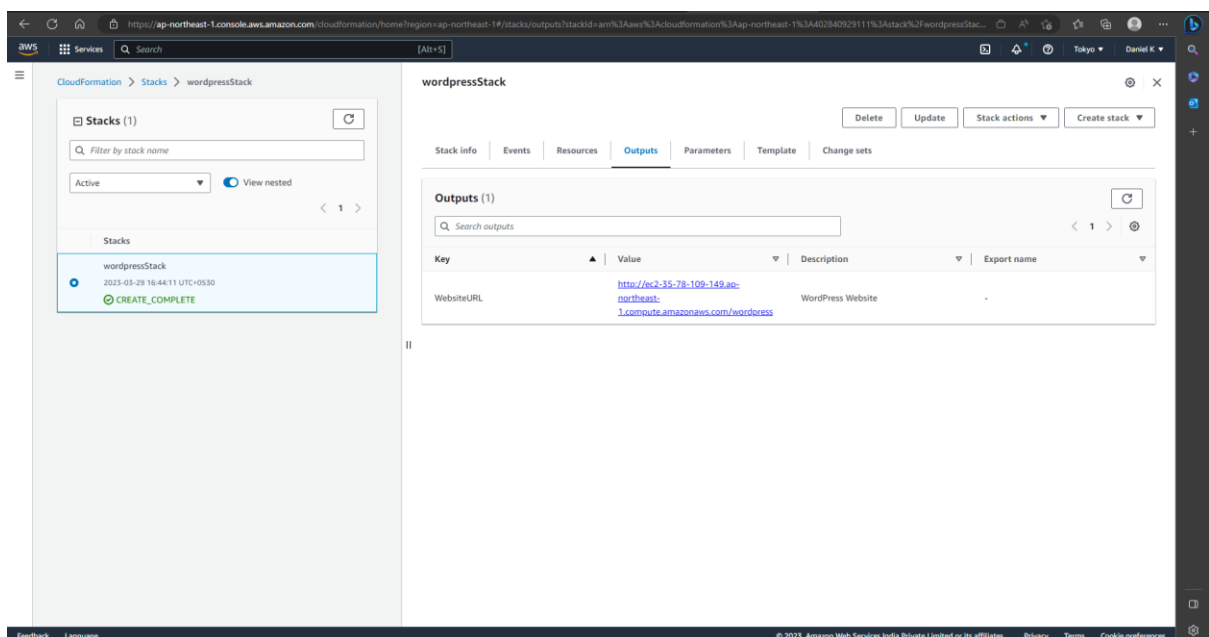 https://ap-northeast-1.console.aws.amazon.com/cloudformation/home?region=ap-northeast-1#/stacks/outputs?stackId=arn%3Aaws%3Acloudformation%3Aap-northeast-1%3A402840929111%3Astack%2FwordpressStac...
aws Services Search [Alt+S] Tokyo Daniel K
CloudFormation > Stacks > wordpressStack
Stacks (1)
Filter by stack name
Active View nested
1
Stacks
wordpressStack
2023-03-29 16:44:11 UTC+0530
CREATE_COMPLETE
wordpressStack
Delete Update Stack actions Create stack
Stack info Events Resources Outputs Parameters Template Change sets
Outputs (1)
Search outputs
1
Key Value Description Export name
WebsiteURL http://ec2-35-78-109-149.ap- WordPress Website -
northeast-
1.compute.amazonaws.com/wordpress
Feedback Language © 2023, Amazon Web Services India Private Limited or its affiliates. Privacy Terms Cookie preferences